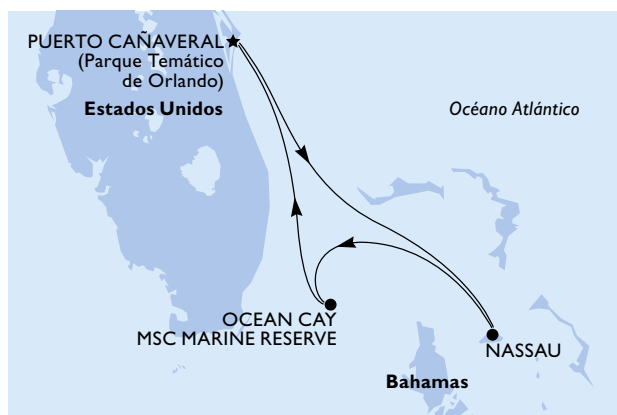 PUERTO CAÑAVERAL
(Parque Temático
de Orlando)
Estados Unidos
Océano Atlántico
OCEAN CAY
MSC MARINE RESERVE
NASSAU
Bahamas